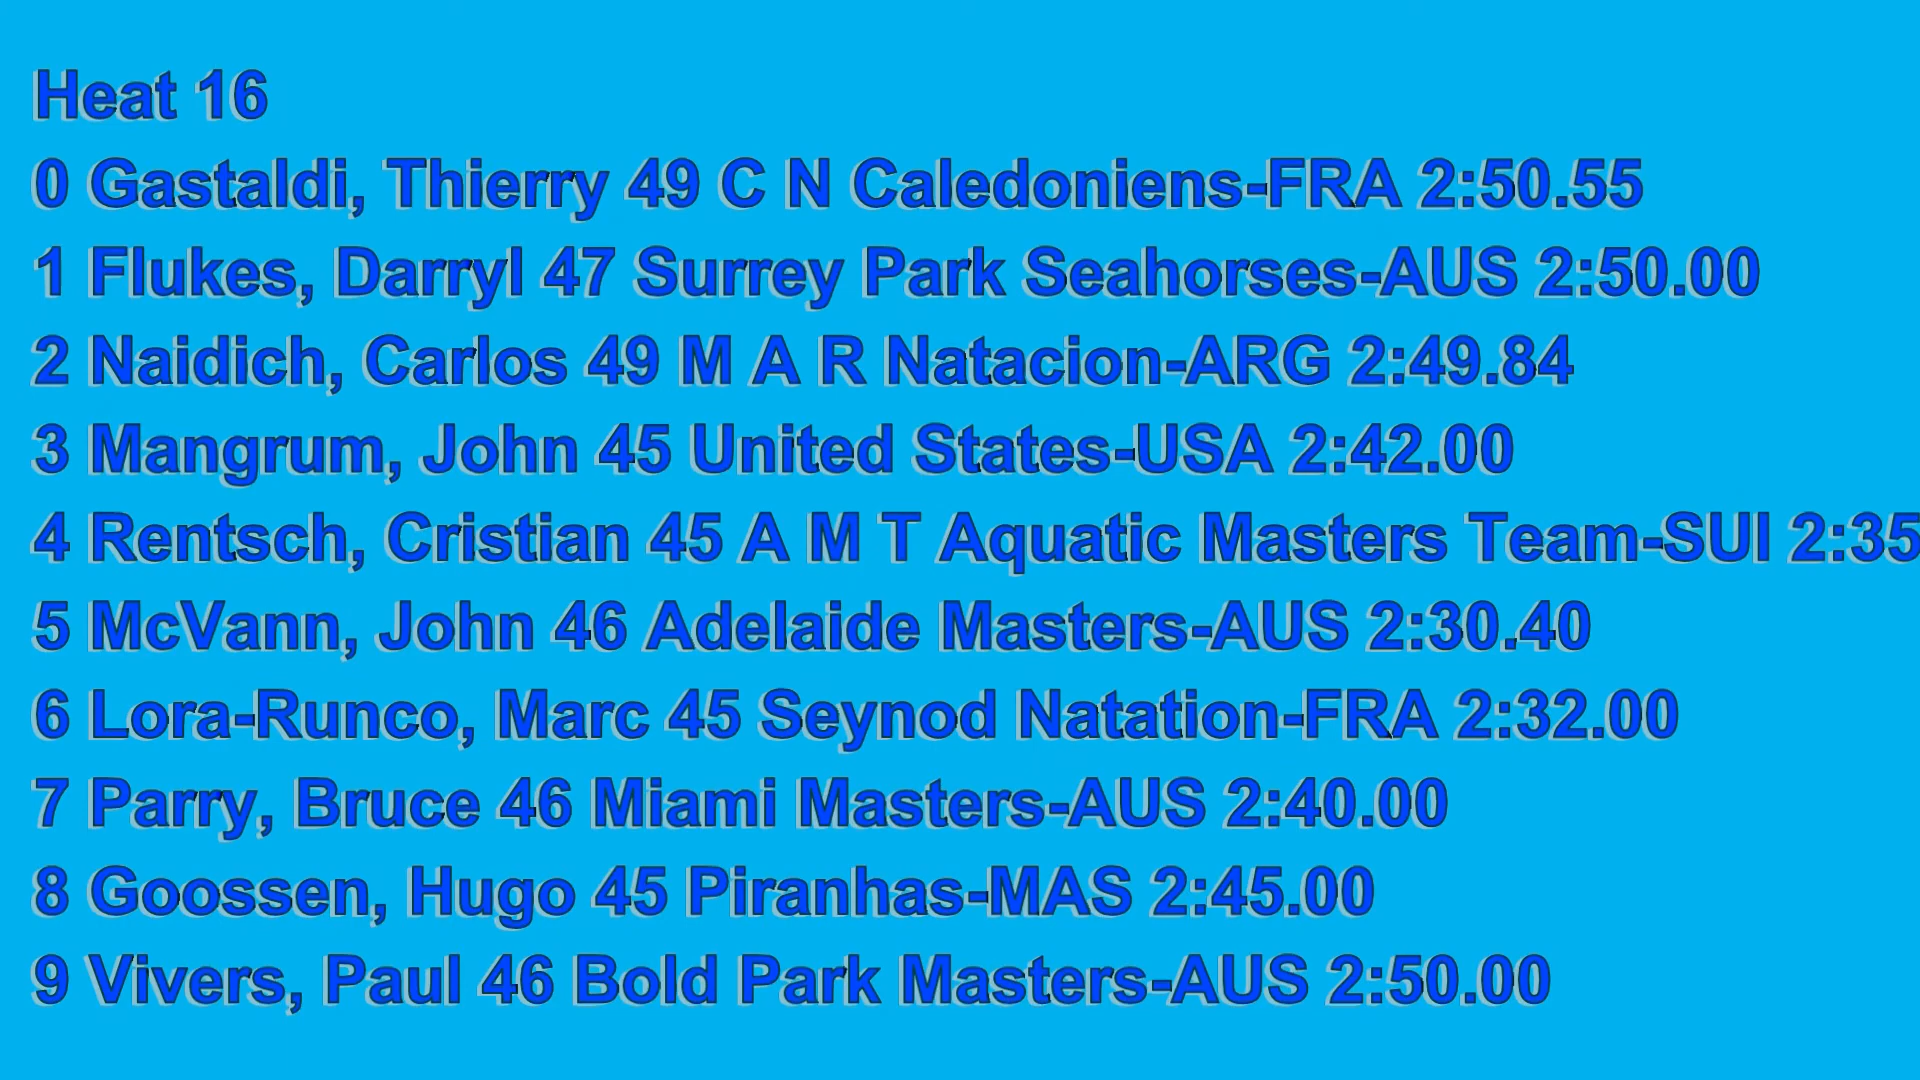 Heat 16
0 Gastaldi, Thierry 49 C N Caledoniens-FRA 2:50.55
1 Flukes, Darryl 47 Surrey Park Seahorses-AUS 2:50.00
2 Naidich, Carlos 49 M A R Natacion-ARG 2:49.84
3 Mangrum, John 45 United States-USA 2:42.00
4 Rentsch, Cristian 45 A M T Aquatic Masters Team-SUI 2:35
5 McVann, John 46 Adelaide Masters-AUS 2:30.40
6 Lora-Runco, Marc 45 Seynod Natation-FRA 2:32.00
7 Parry, Bruce 46 Miami Masters-AUS 2:40.00
8 Goossen, Hugo 45 Piranhas-MAS 2:45.00
9 Vivers, Paul 46 Bold Park Masters-AUS 2:50.00